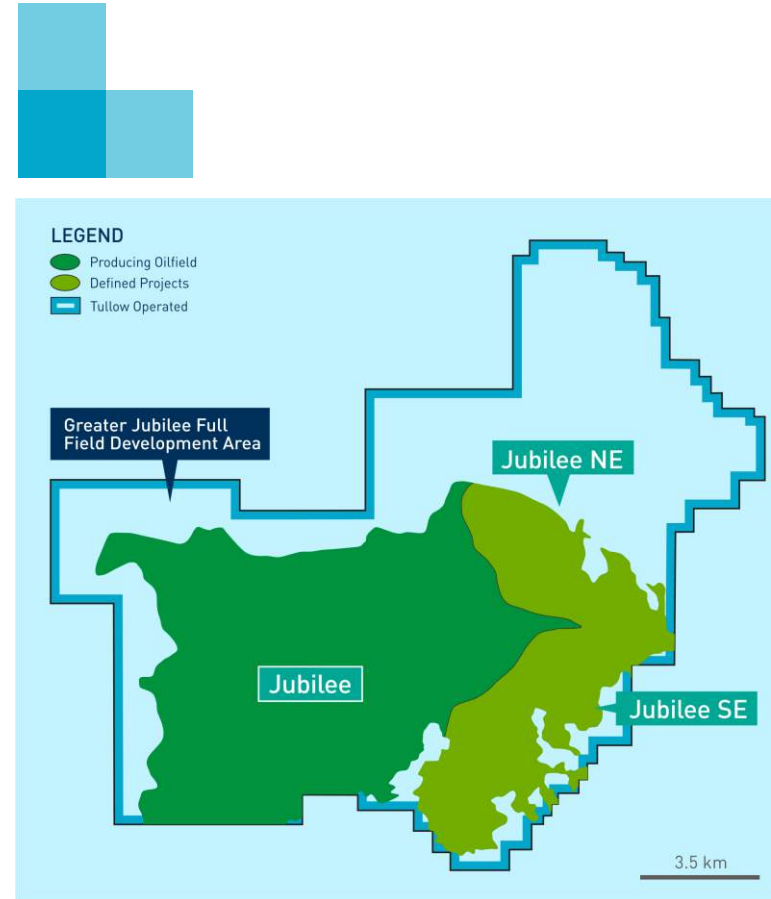 LEGEND
Producing Oilfield
Defined Projects
Tullow Operated
Greater Jubilee Full
Field Development Area
Jubilee NE
Jubilee
Jubilee SE
3.5 km